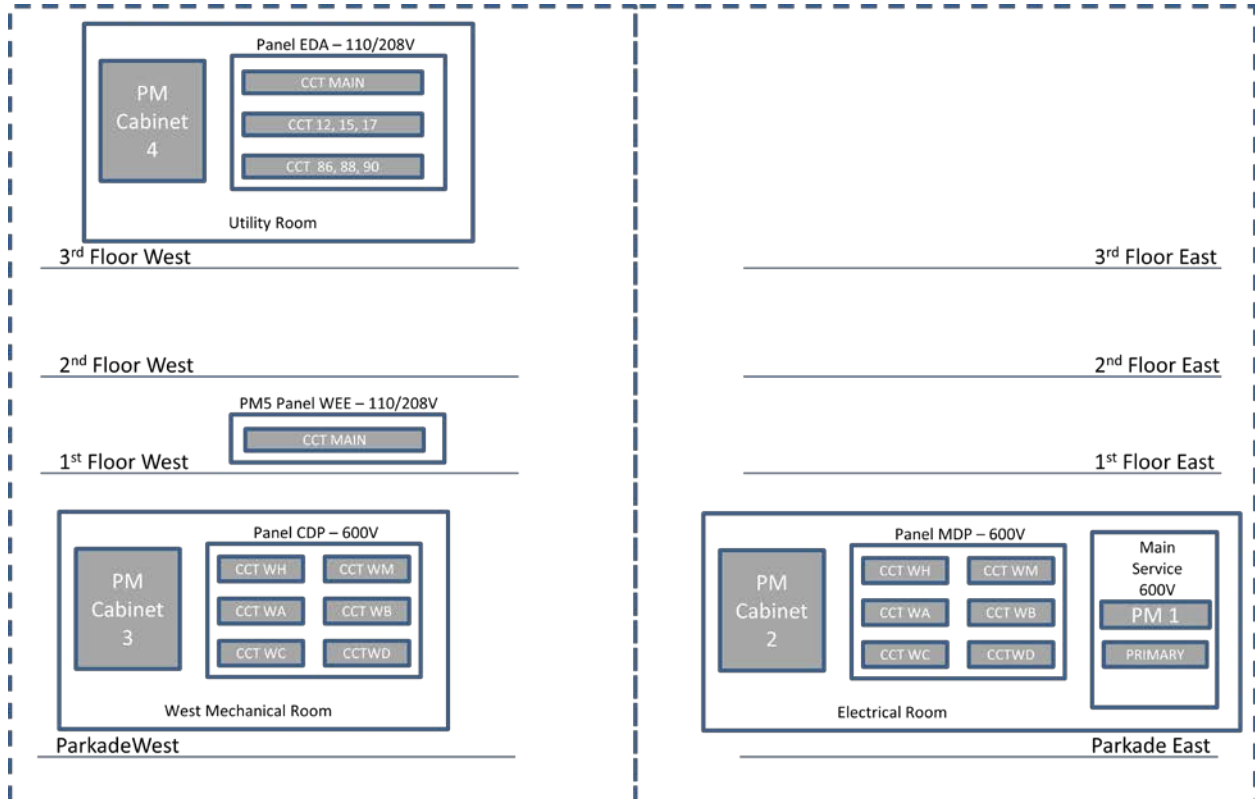 Panel EDA – 110/208V
PM
Cabinet
4
CCT MAIN
CCT 12, 15, 17
CCT 86, 88, 90
Utility Room
3rd Floor West
3rd Floor East
2nd Floor West
2nd Floor East
PM5 Panel WEE – 110/208V
CCT MAIN
1st Floor West
1st Floor East
Panel CDP – 600V
PM
Cabinet
3
CCT WH
CCT WM
CCT WA
CCT WB
CCT WC
CCTWD
West Mechanical Room
ParkadeWest
Panel MDP – 600V
PM
Cabinet
2
CCT WH
CCT WM
CCT WA
CCT WB
CCT WC
CCTWD
Main
Service
600V
PM 1
PRIMARY
Electrical Room
Parkade East